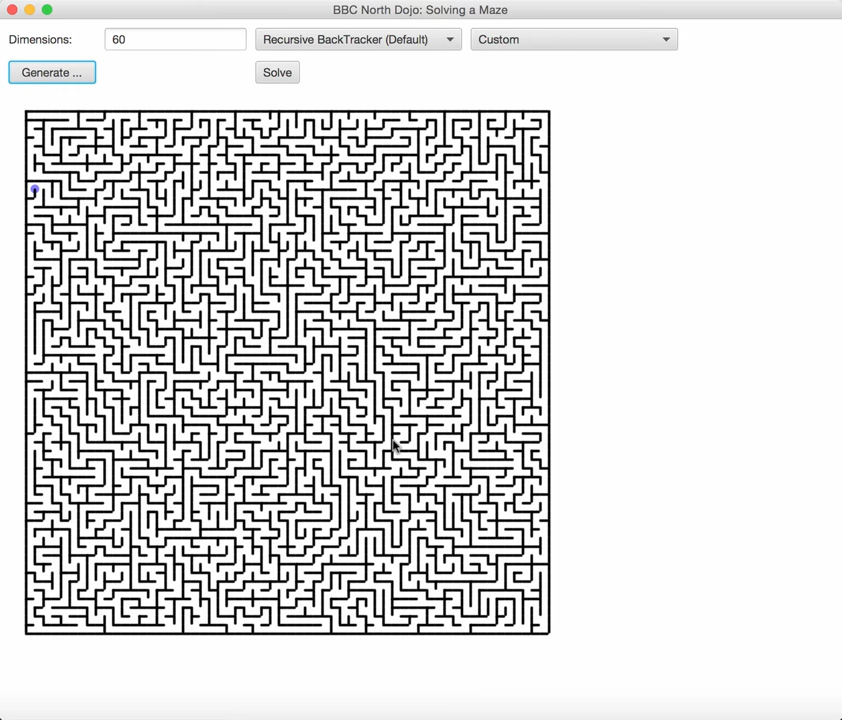 BBC North Dojo: Solving a Maze
Dimensions: 60 Recursive BackTracker (Default) Custom
Generate ... Solve